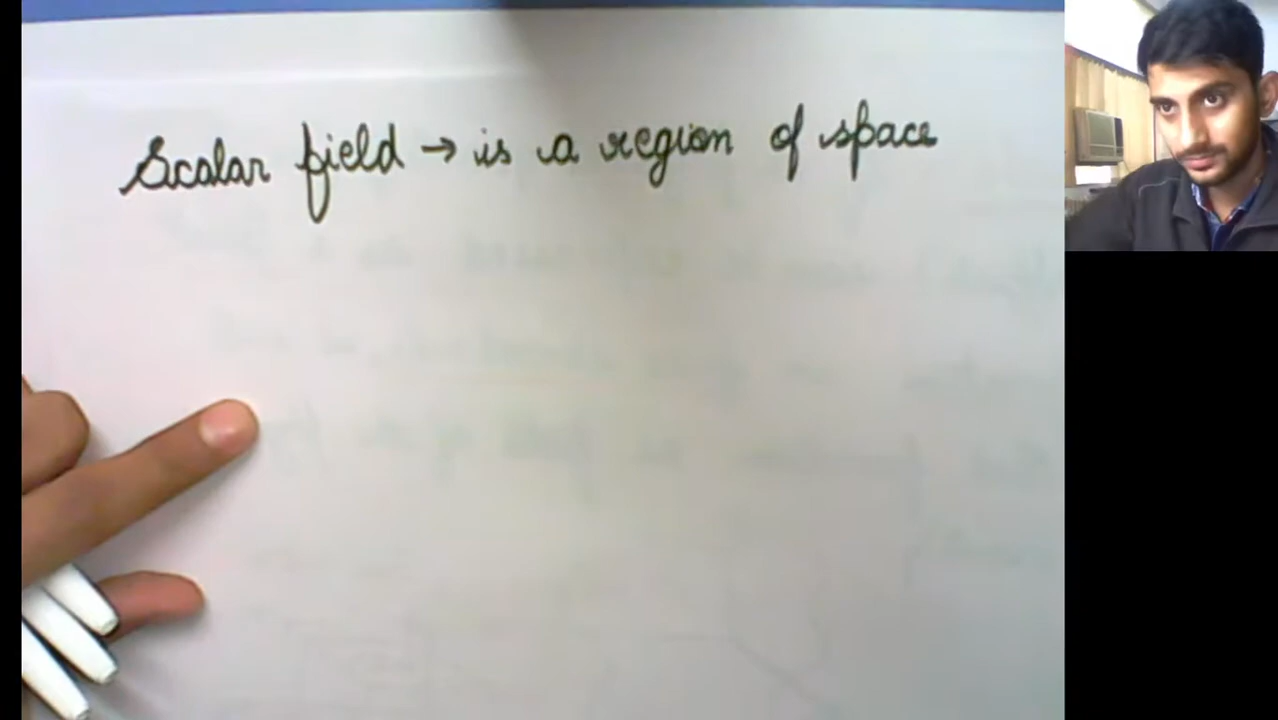 Scalar field → is a region of space